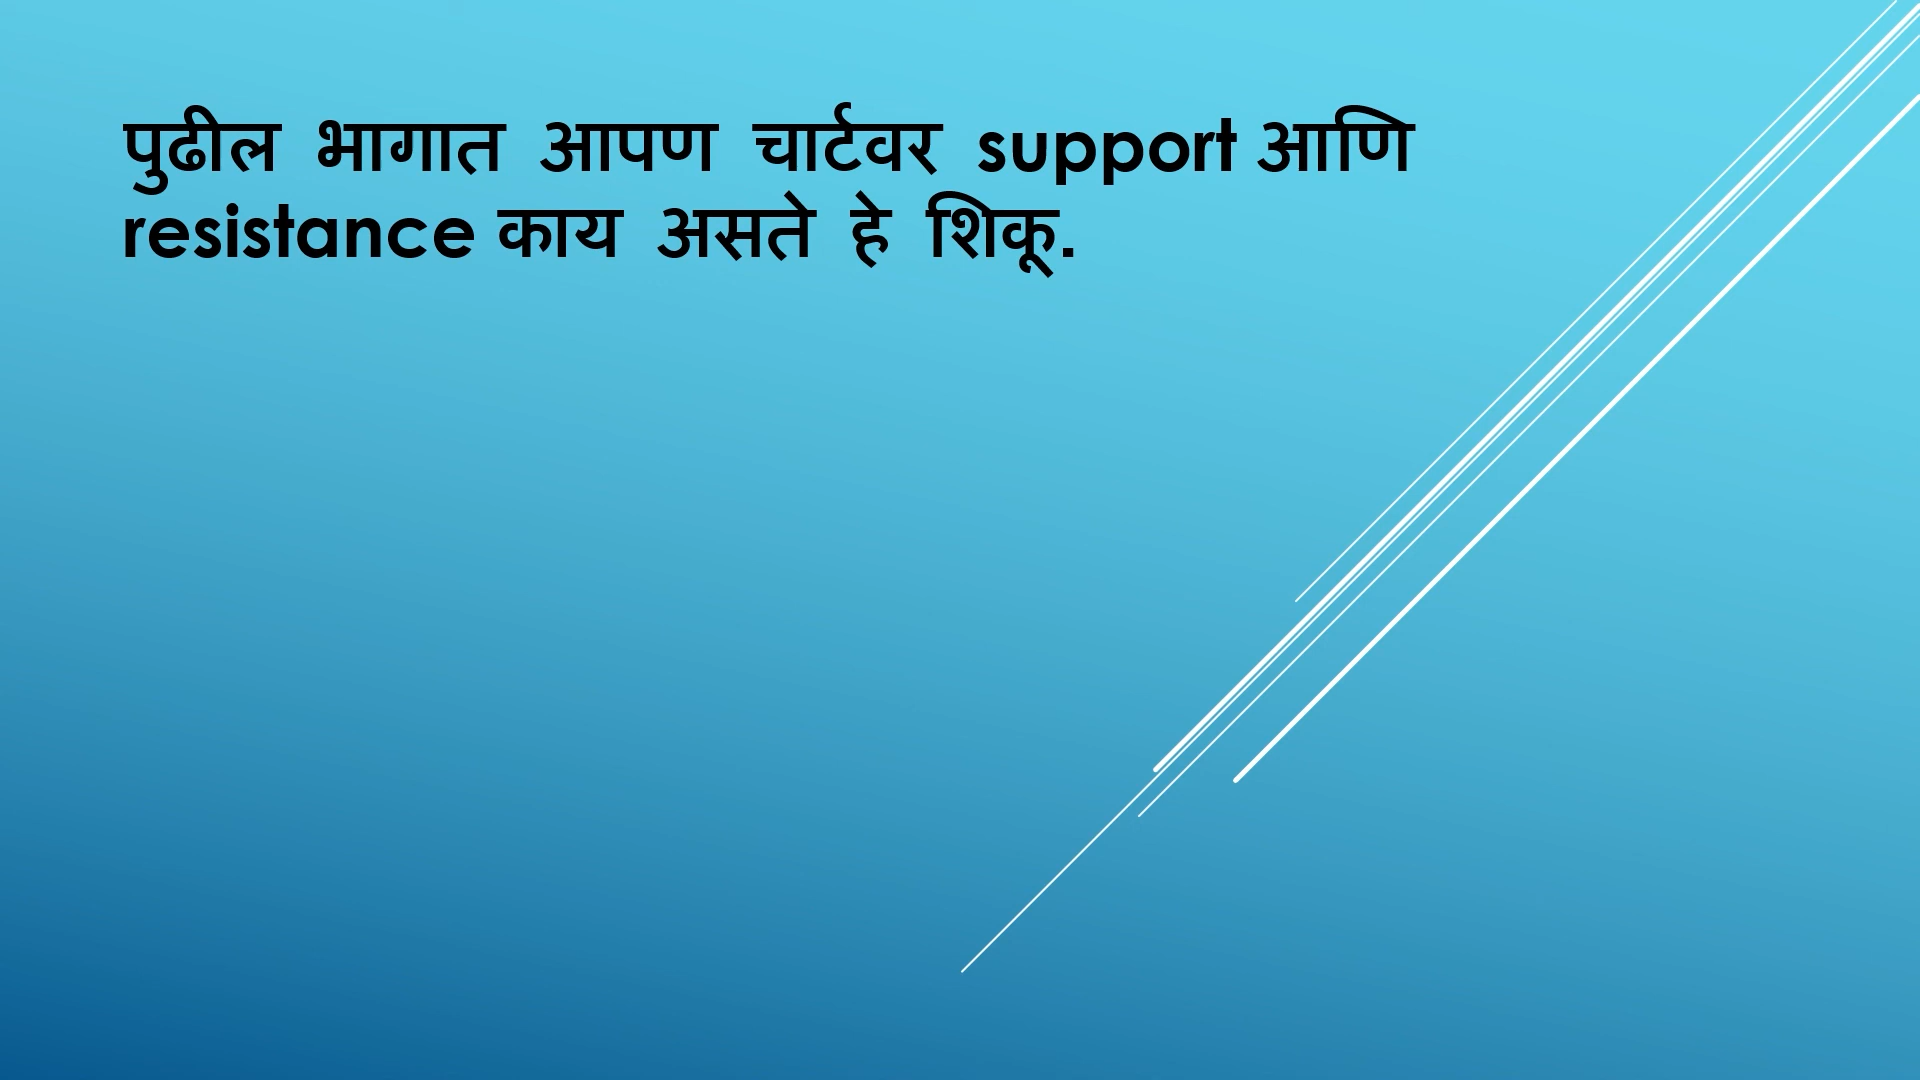 पुढील भागात आपण चार्टवर support आणि
resistance काय असते हे शिकू.